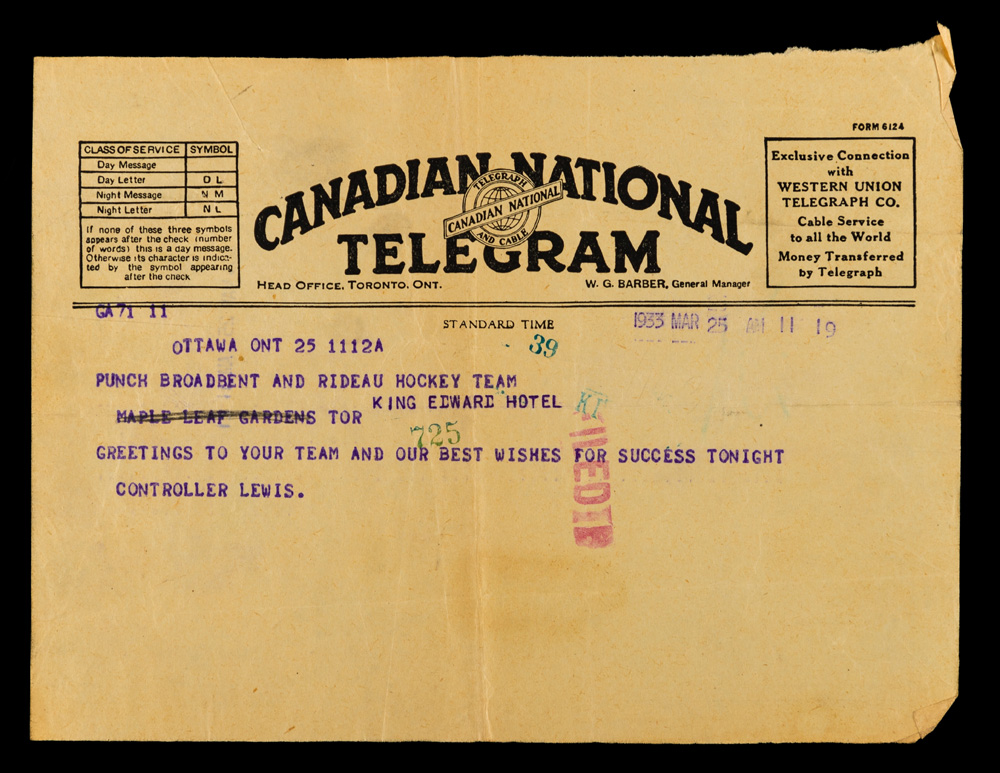 FORM 6124
CLASS OF SERVICE SYMBOL
Day Message
Day Letter D L
Night Message N M
Night Letter N L
If none of these three symbols
appears after the check (number
of words) this is a day message.
Otherwise its character is indica-
ted by the symbol appearing
after the check
CANADIAN NATIONAL
TELEGRAM
TELEGRAPH
CANADIAN NATIONAL
AND CABLE
HEAD OFFICE, TORONTO, ONT.
W. G. BARBER, General Manager
Exclusive Connection
with
WESTERN UNION
TELEGRAPH CO.
Cable Service
to all the World
Money Transferred
by Telegraph
GA71 11
STANDARD TIME
1933 MAR 25 AM 11 19
OTTAWA ONT 25 1112A
39
PUNCH BROADBENT AND RIDEAU HOCKEY TEAM
KING EDWARD HOTEL
MAPLE LEAF GARDENS TOR
725
GREETINGS TO YOUR TEAM AND OUR BEST WISHES FOR SUCCESS TONIGHT
CONTROLLER LEWIS.